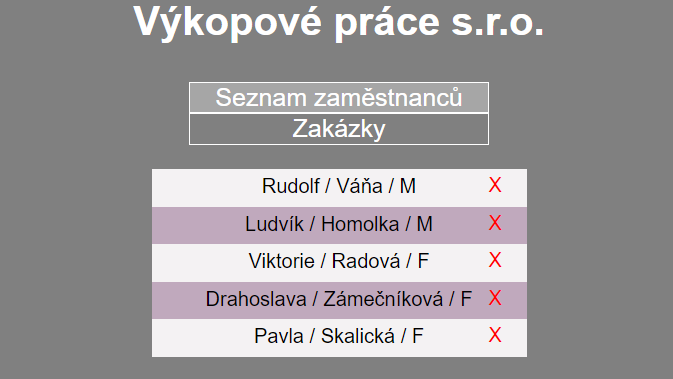 Výkopové práce s.r.o.
Seznam zaměstnanců
Zakázky
Rudolf / Váňa / M X
Ludvík / Homolka / M X
Viktorie / Radová / F X
Drahoslava / Zámečníková / F X
Pavla / Skalická / F X